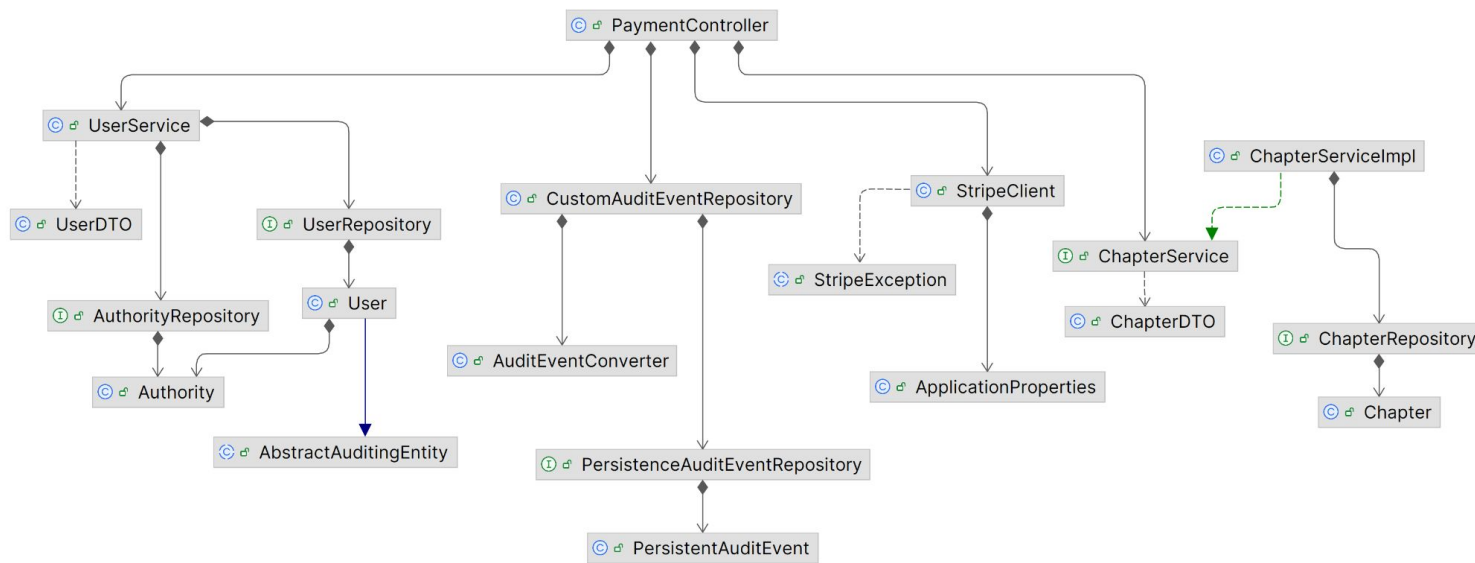 PaymentController
UserService
ChapterServiceImpl
StripeClient
CustomAuditEventRepository
UserDTO
UserRepository
ChapterService
StripeException
User
AuthorityRepository
ChapterDTO
ChapterRepository
AuditEventConverter
ApplicationProperties
Authority
Chapter
AbstractAuditingEntity
PersistenceAuditEventRepository
PersistentAuditEvent